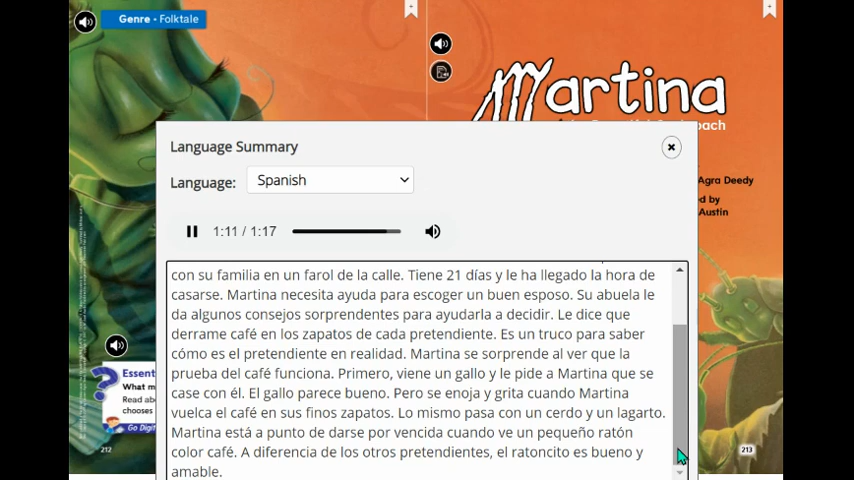 Genre • Folktale
Martina
Agra Deedy
d by
Austin
Language Summary
Language: Spanish
1:11 / 1:17
con su familia en un farol de la calle. Tiene 21 días y le ha llegado la hora de
casarse. Martina necesita ayuda para escoger un buen esposo. Su abuela le
da algunos consejos sorprendentes para ayudarla a decidir. Le dice que
derrame café en los zapatos de cada pretendiente. Es un truco para saber
cómo es el pretendiente en realidad. Martina se sorprende al ver que la
prueba del café funciona. Primero, viene un gallo y le pide a Martina que se
case con él. El gallo parece bueno. Pero se enoja y grita cuando Martina
vuelca el café en sus finos zapatos. Lo mismo pasa con un cerdo y un lagarto.
Martina está a punto de darse por vencida cuando ve un pequeño ratón
color café. A diferencia de los otros pretendientes, el ratoncito es bueno y
amable.
Essent
What m
Read abo
chooses
Go Digit
212
213